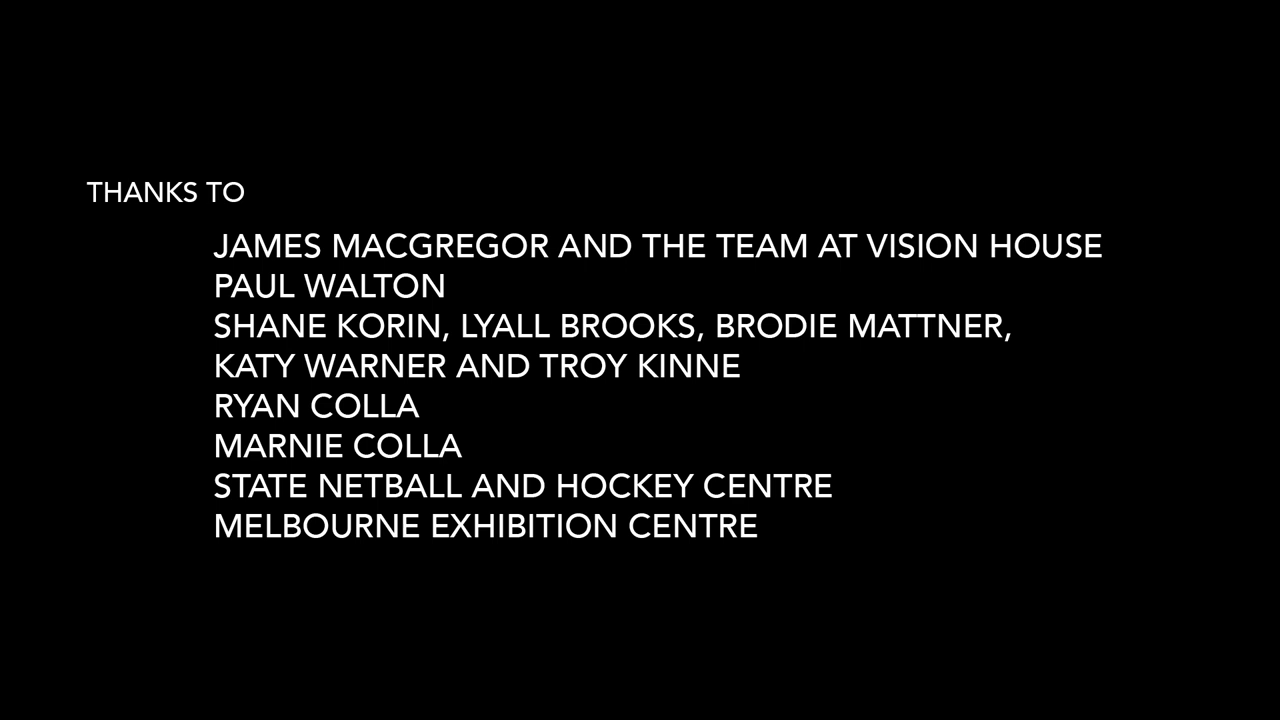 THANKS TO
JAMES MACGREGOR AND THE TEAM AT VISION HOUSE
PAUL WALTON
SHANE KORIN, LYALL BROOKS, BRODIE MATTNER,
KATY WARNER AND TROY KINNE
RYAN COLLA
MARNIE COLLA
STATE NETBALL AND HOCKEY CENTRE
MELBOURNE EXHIBITION CENTRE